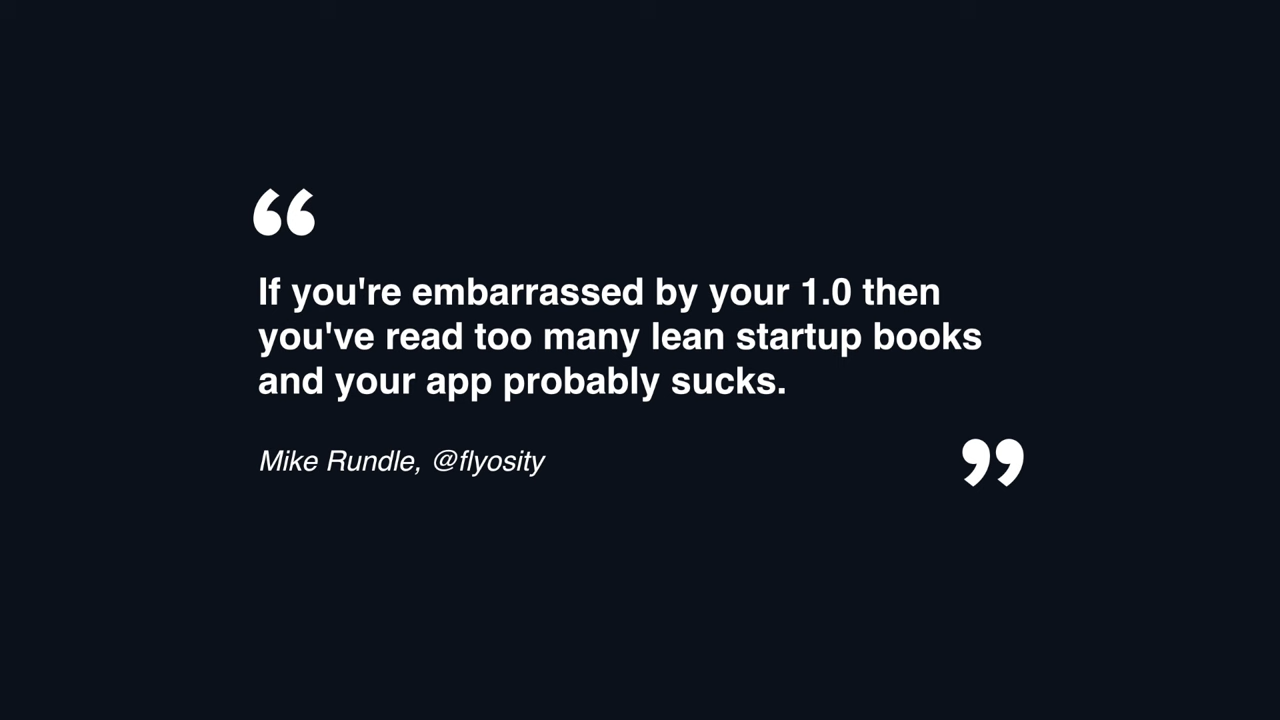 “
If you're embarrassed by your 1.0 then
you've read too many lean startup books
and your app probably sucks.
Mike Rundle, @flyosity
”